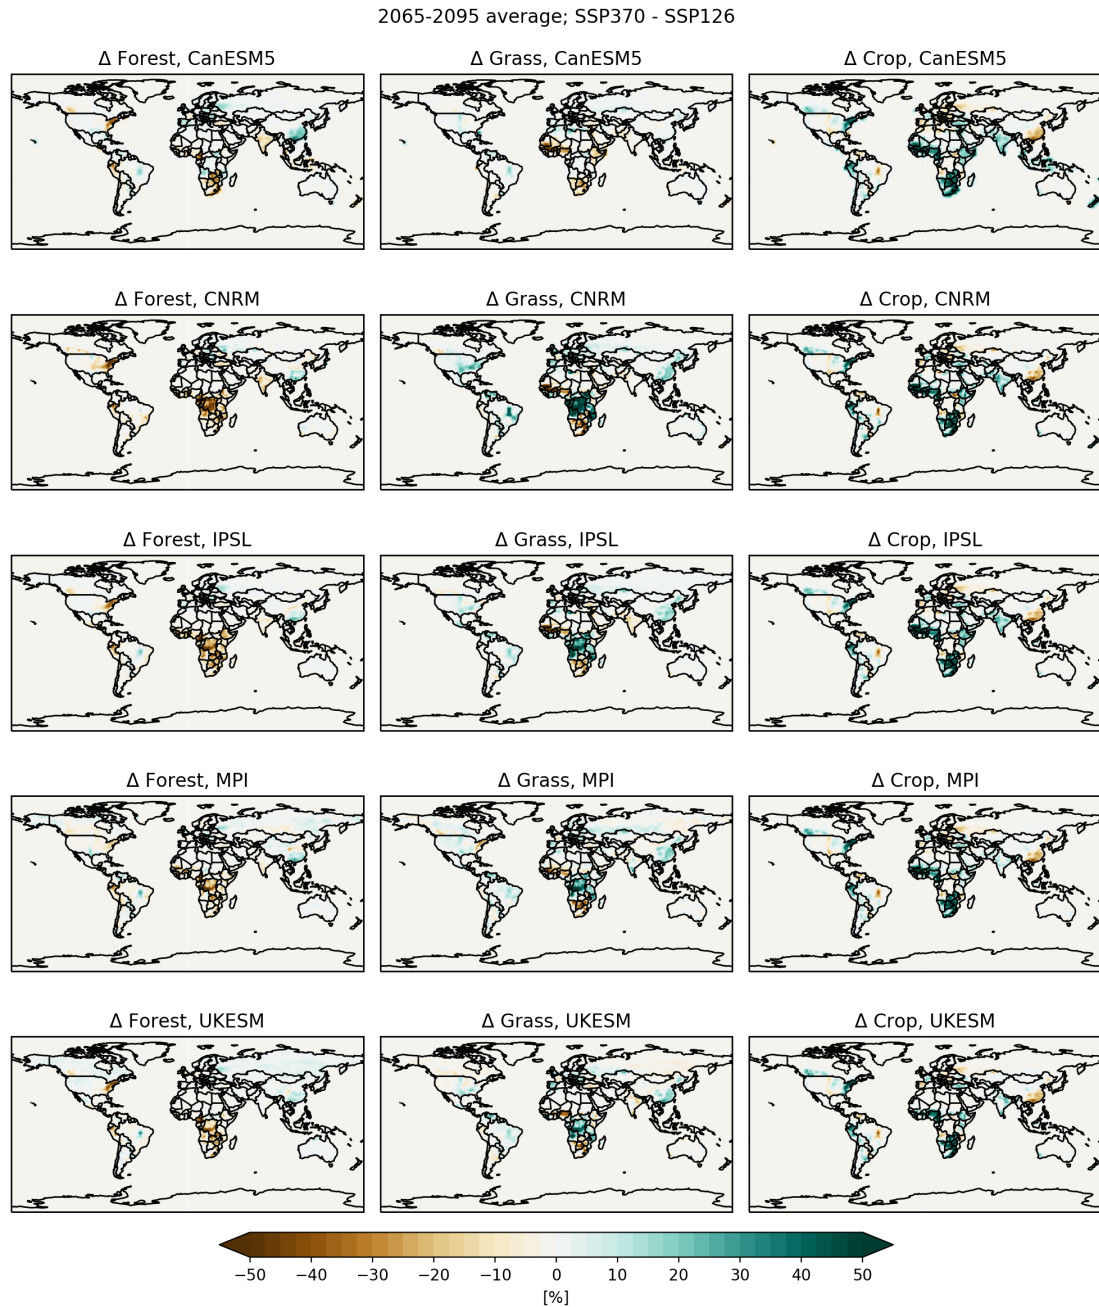 2065-2095 average; SSP370 - SSP126
Δ Forest, CanESM5
Δ Grass, CanESM5
Δ Crop, CanESM5
Δ Forest, CNRM
Δ Grass, CNRM
Δ Crop, CNRM
Δ Forest, IPSL
Δ Grass, IPSL
Δ Crop, IPSL
Δ Forest, MPI
Δ Grass, MPI
Δ Crop, MPI
Δ Forest, UKESM
Δ Grass, UKESM
Δ Crop, UKESM
−50 −40 −30 −20 −10 0 10 20 30 40 50
[%]